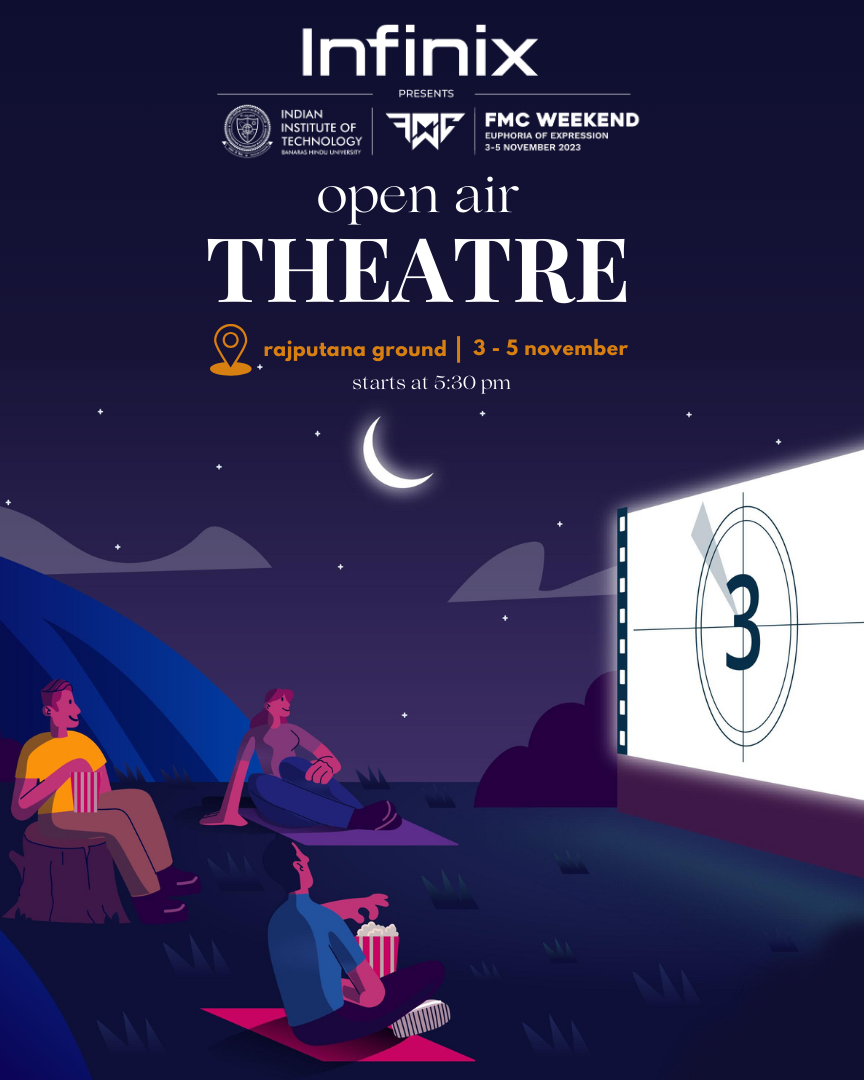 Infinix
PRESENTS
INDIAN
INSTITUTE OF
TECHNOLOGY
BANARAS HINDU UNIVERSITY
FMC
FMC WEEKEND
EUPHORIA OF EXPRESSION
3-5 NOVEMBER 2023
open air
THEATRE
rajputana ground | 3 - 5 november
starts at 5:30 pm
3